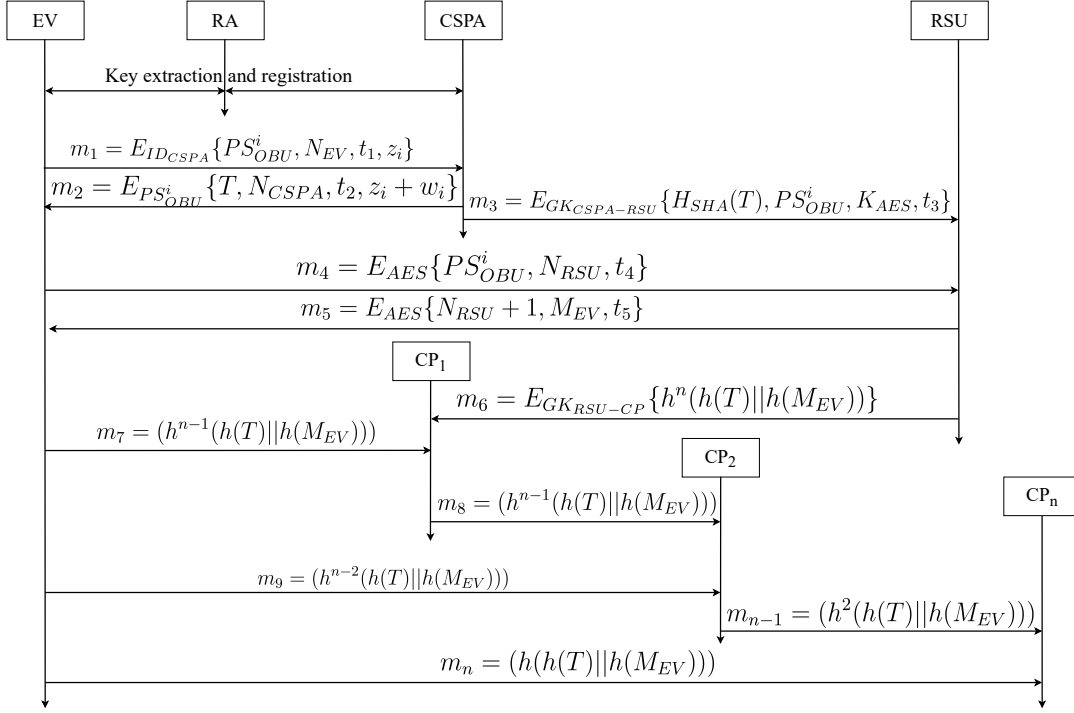 EV RA CSPA RSU
Key extraction and registration
m_1 = E_{ID_{CSPA}}{PS^i_{OBU}, N_{EV}, t_1, z_i}
m_2 = E_{PS^i_{OBU}}{T, N_{CSPA}, t_2, z_i + w_i}
m_3 = E_{GK_{CSPA-RSU}}{H_{SHA}(T), PS^i_{OBU}, K_{AES}, t_3}
m_4 = E_{AES}{PS^i_{OBU}, N_{RSU}, t_4}
m_5 = E_{AES}{N_{RSU} + 1, M_{EV}, t_5}
CP_1
m_6 = E_{GK_{RSU-CP}}{h^n(h(T)||h(M_{EV}))}
m_7 = (h^{n-1}(h(T)||h(M_{EV})))
CP_2
CP_n
m_8 = (h^{n-1}(h(T)||h(M_{EV})))
m_9 = (h^{n-2}(h(T)||h(M_{EV})))
m_{n-1} = (h^2(h(T)||h(M_{EV})))
m_n = (h(h(T)||h(M_{EV})))